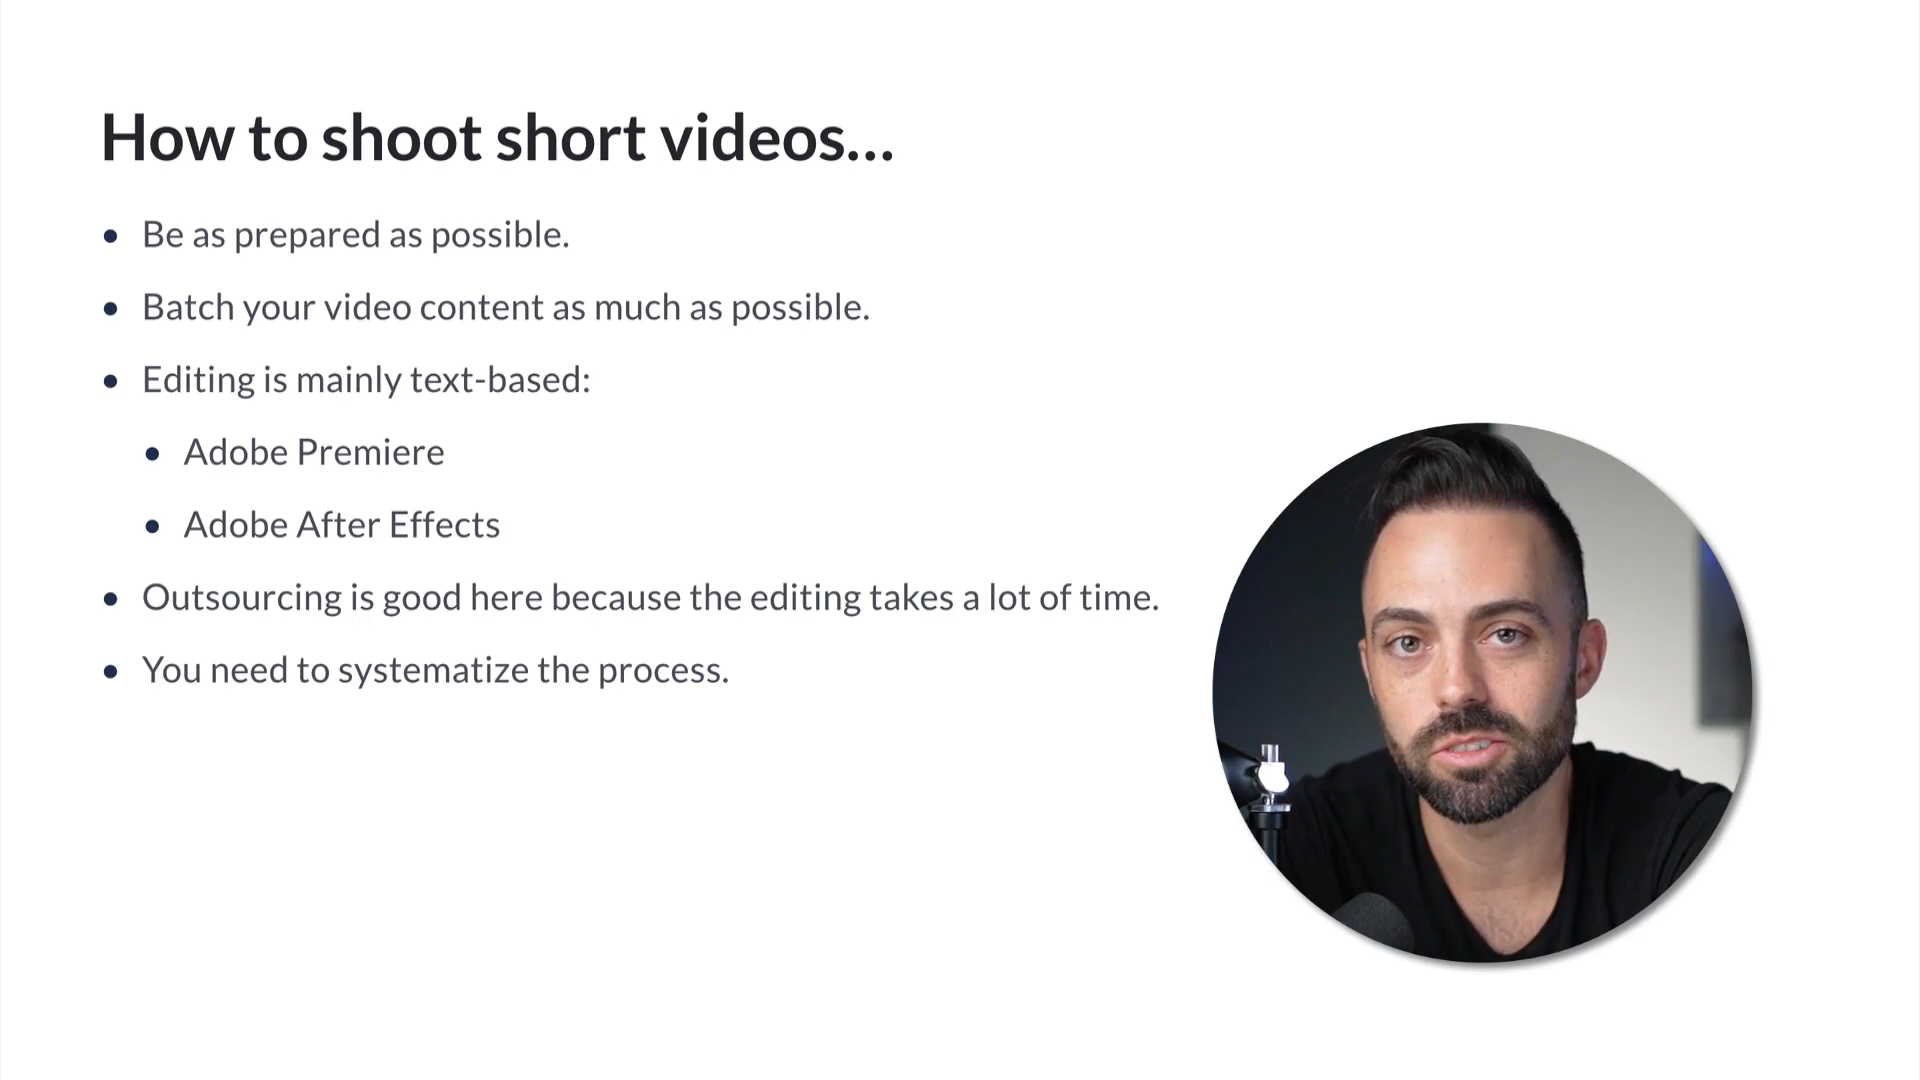 How to shoot short videos...
• Be as prepared as possible.
• Batch your video content as much as possible.
• Editing is mainly text-based:
• Adobe Premiere
• Adobe After Effects
• Outsourcing is good here because the editing takes a lot of time.
• You need to systematize the process.